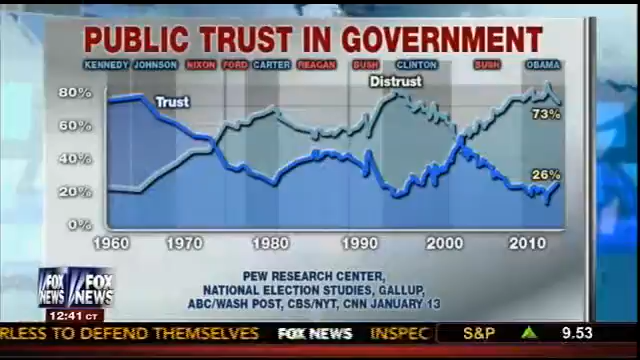 PUBLIC TRUST IN GOVERNMENT
KENNEDY JOHNSON NIXON FORD CARTER REAGAN BUSH CLINTON BUSH OBAMA
Distrust
80%
Trust
73%
60%
40%
26%
20%
0%
1960 1970 1980 1990 2000 2010
PEW RESEARCH CENTER,
NATIONAL ELECTION STUDIES, GALLUP,
ABC/WASH POST, CBS/NYT, CNN JANUARY 13
FOX NEWS FOX NEWS
12:41 CT
RLESS TO DEFEND THEMSELVES FOX NEWS INSPEC S&P 9.53